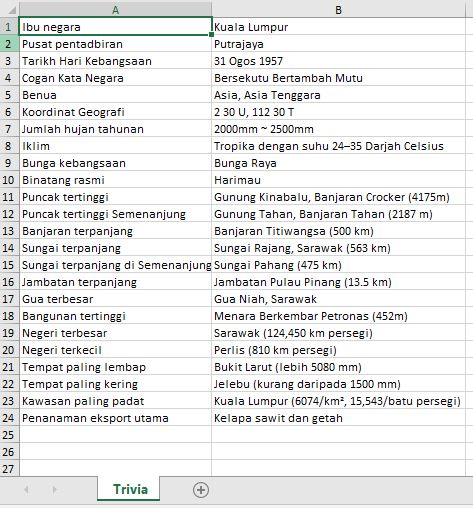 A B
1 Ibu negara Kuala Lumpur
2 Pusat pentadbiran Putrajaya
3 Tarikh Hari Kebangsaan 31 Ogos 1957
4 Cogan Kata Negara Bersekutu Bertambah Mutu
5 Benua Asia, Asia Tenggara
6 Koordinat Geografi 2 30 U, 112 30 T
7 Jumlah hujan tahunan 2000mm ~ 2500mm
8 Iklim Tropika dengan suhu 24–35 Darjah Celsius
9 Bunga kebangsaan Bunga Raya
10 Binatang rasmi Harimau
11 Puncak tertinggi Gunung Kinabalu, Banjaran Crocker (4175m)
12 Puncak tertinggi Semenanjung Gunung Tahan, Banjaran Tahan (2187 m)
13 Banjaran terpanjang Banjaran Titiwangsa (500 km)
14 Sungai terpanjang Sungai Rajang, Sarawak (563 km)
15 Sungai terpanjang di Semenanjung Sungai Pahang (475 km)
16 Jambatan terpanjang Jambatan Pulau Pinang (13.5 km)
17 Gua terbesar Gua Niah, Sarawak
18 Bangunan tertinggi Menara Berkembar Petronas (452m)
19 Negeri terbesar Sarawak (124,450 km persegi)
20 Negeri terkecil Perlis (810 km persegi)
21 Tempat paling lembap Bukit Larut (lebih 5080 mm)
22 Tempat paling kering Jelebu (kurang daripada 1500 mm)
23 Kawasan paling padat Kuala Lumpur (6074/km², 15,543/batu persegi)
24 Penanaman eksport utama Kelapa sawit dan getah
25
26
27
Trivia